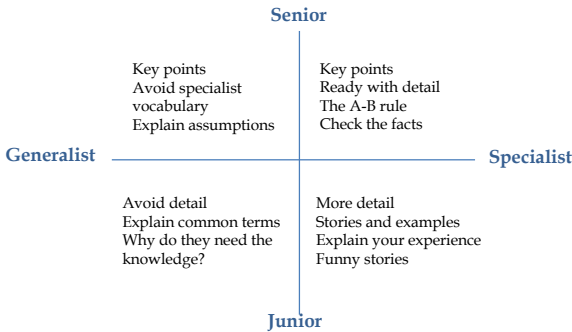 Senior
Key points
Avoid specialist
vocabulary
Explain assumptions
Key points
Ready with detail
The A-B rule
Check the facts
Generalist
Specialist
Avoid detail
Explain common terms
Why do they need the
knowledge?
More detail
Stories and examples
Explain your experience
Funny stories
Junior